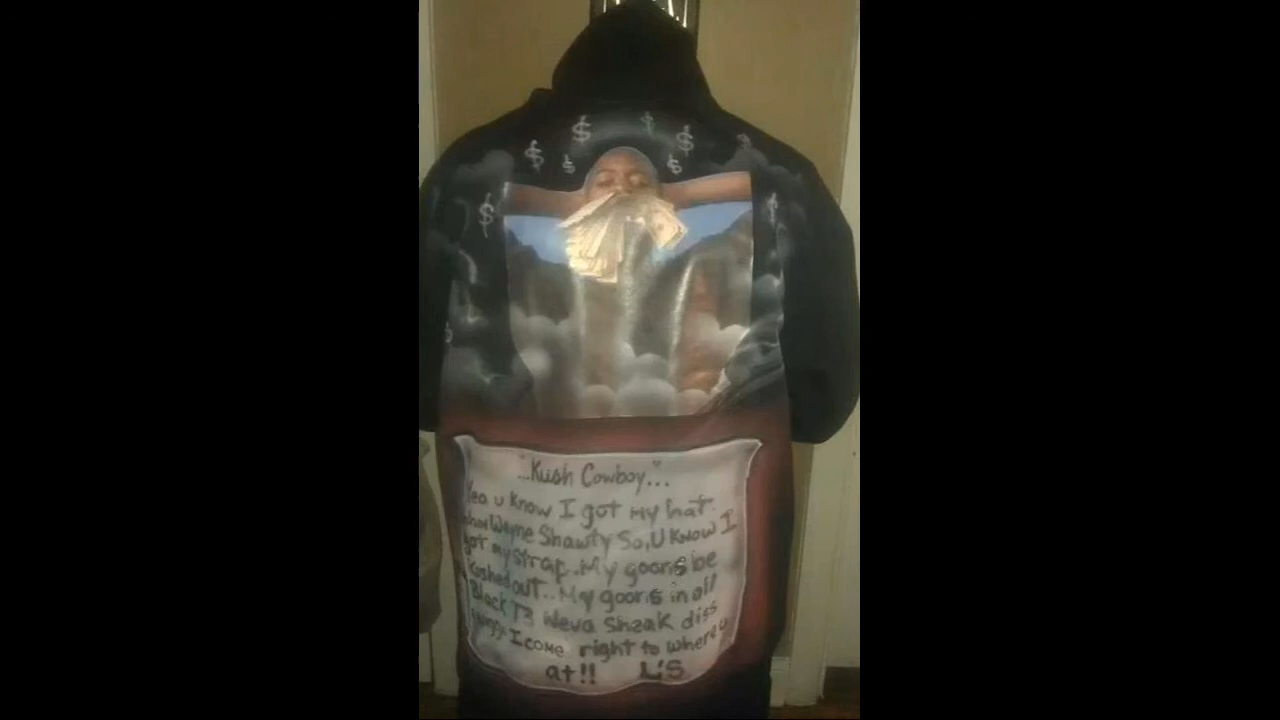 "...Kush Cowboy"...
Yea u know I got my hat
John Wayne Shawty So, U know I
got my strap. My goons be
Kushed out.. My goons in all
Black T's Neva Sneak diss
I come right to where u
at!! L's